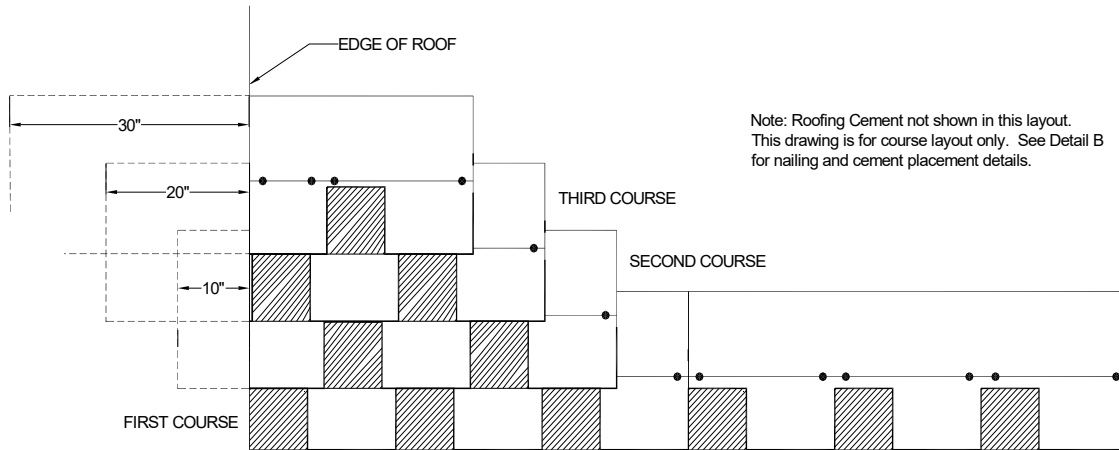 EDGE OF ROOF
30"
Note: Roofing Cement not shown in this layout.
This drawing is for course layout only.  See Detail B
for nailing and cement placement details.
20"
THIRD COURSE
SECOND COURSE
10"
FIRST COURSE